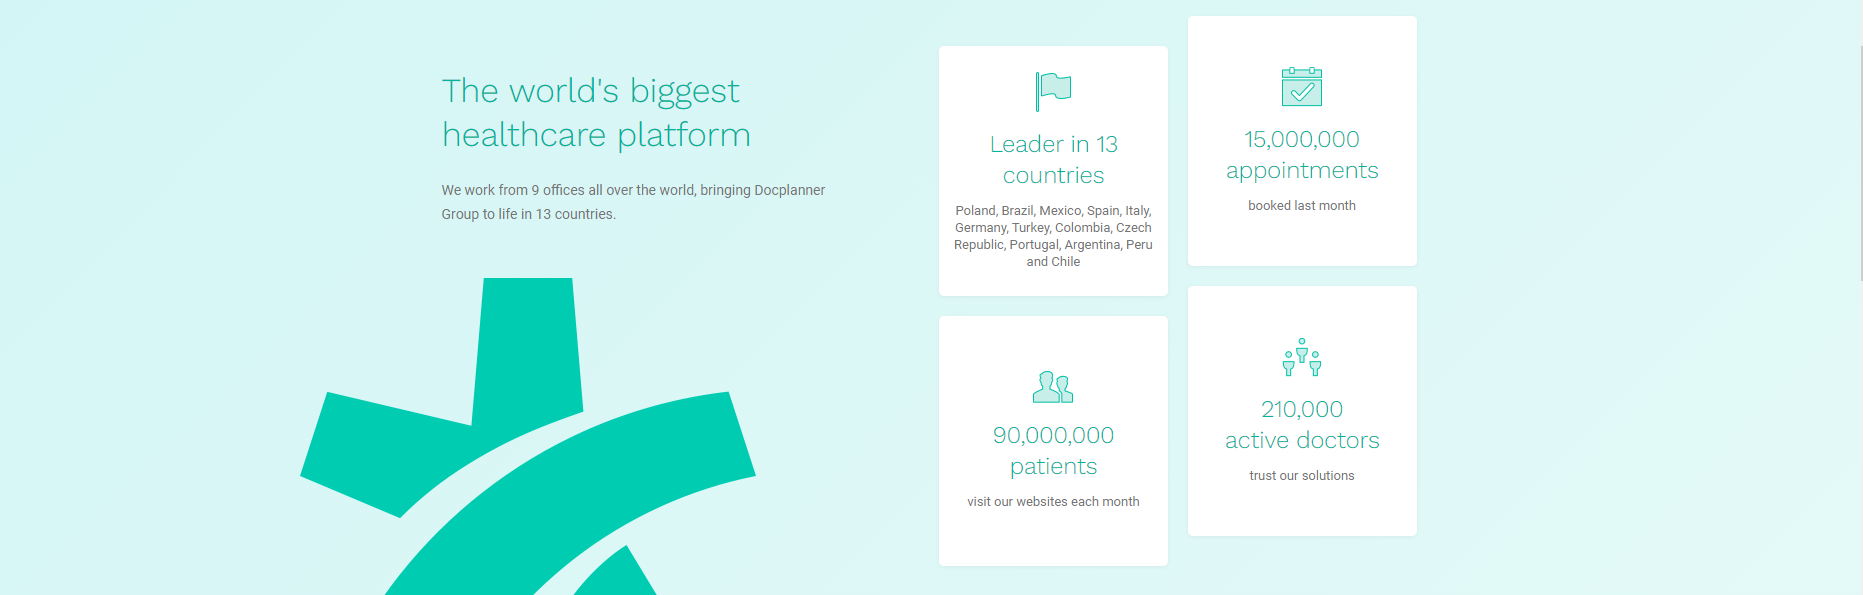 The world's biggest
healthcare platform
We work from 9 offices all over the world, bringing Docplanner
Group to life in 13 countries.
Leader in 13
countries
Poland, Brazil, Mexico, Spain, Italy,
Germany, Turkey, Colombia, Czech
Republic, Portugal, Argentina, Peru
and Chile
15,000,000
appointments
booked last month
90,000,000
patients
visit our websites each month
210,000
active doctors
trust our solutions